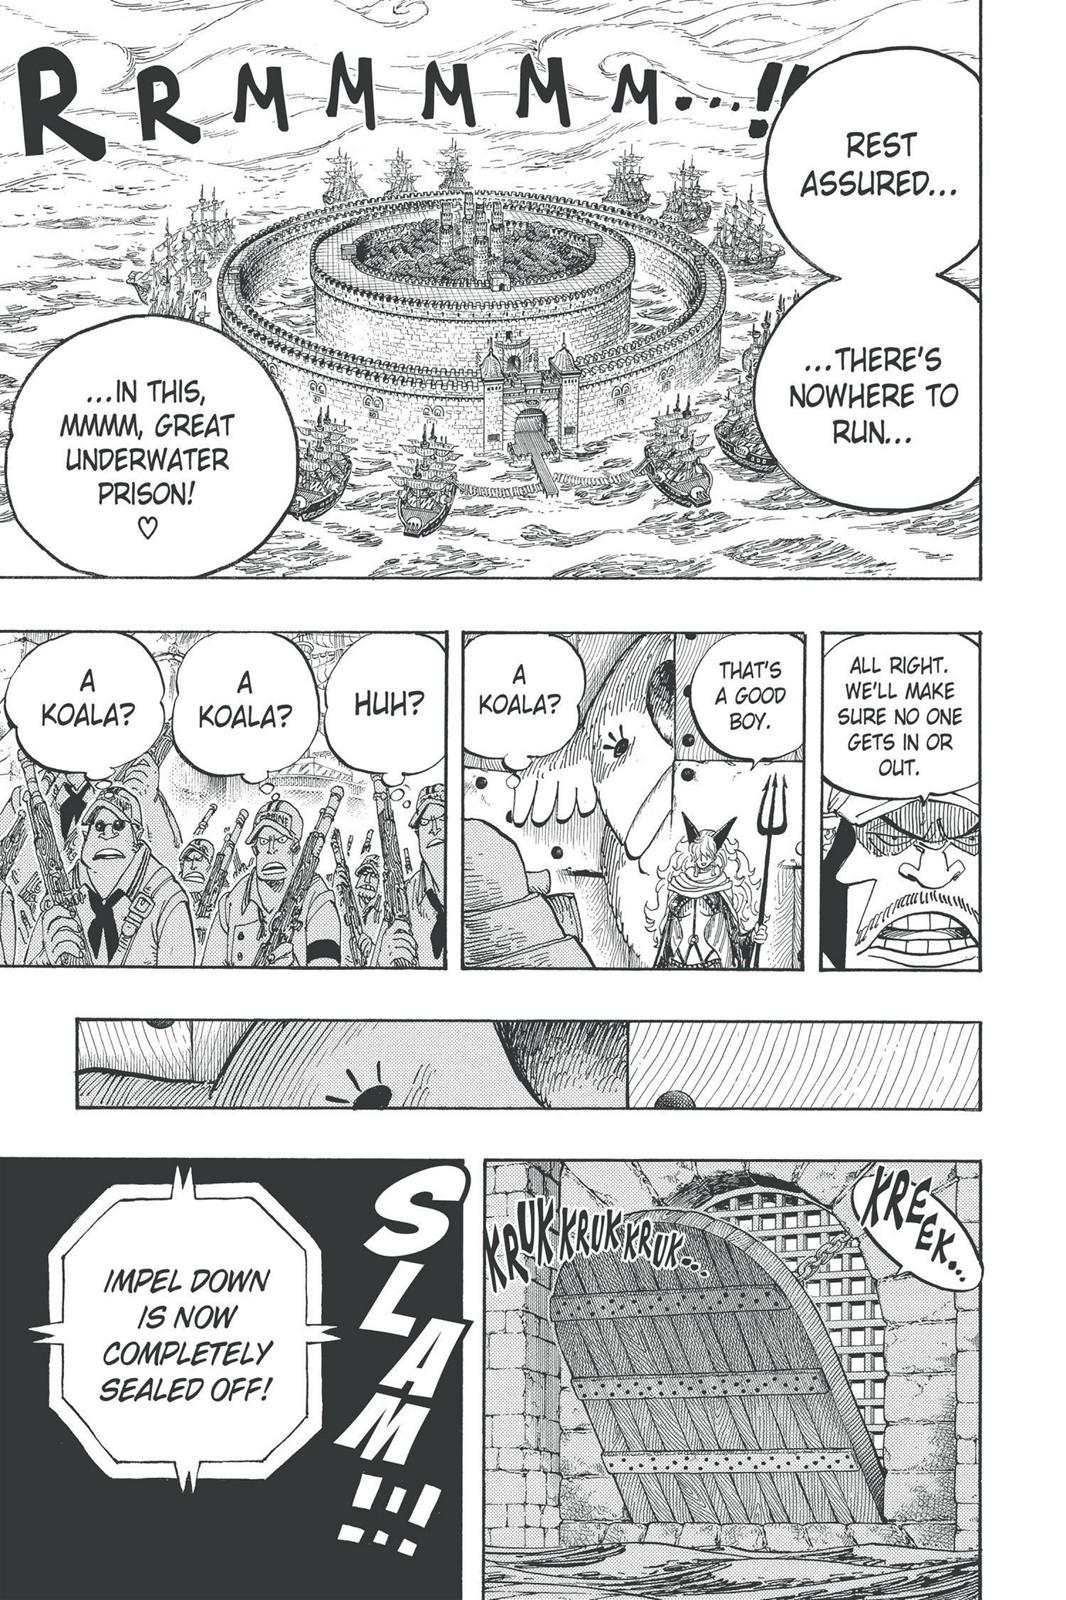 RRMMMMM...!!
REST
ASSURED...
...THERE'S
NOWHERE TO
RUN...
...IN THIS,
MMMM, GREAT
UNDERWATER
PRISON!
♡
ALL RIGHT.
WE'LL MAKE
SURE NO ONE
GETS IN OR
OUT.
THAT'S
A GOOD
BOY.
A
KOALA?
HUH?
A
KOALA?
A
KOALA?
KREEEK...
KRUK-KRUK KRUK...
SLAM!!!
IMPEL DOWN
IS NOW
COMPLETELY
SEALED OFF!